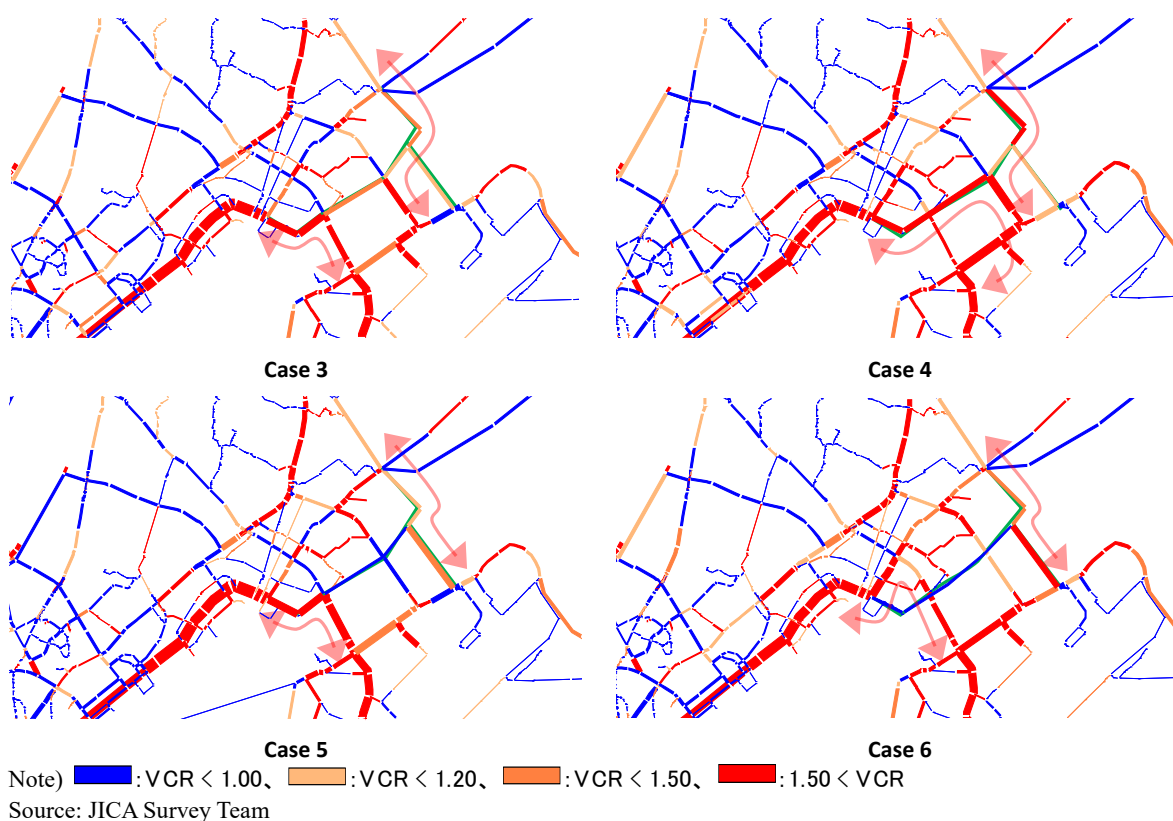 Case 3
Case 4
Case 5
Case 6
Note) :VCR < 1.00、 :VCR < 1.20、 :VCR < 1.50、 :1.50 < VCR
Source: JICA Survey Team